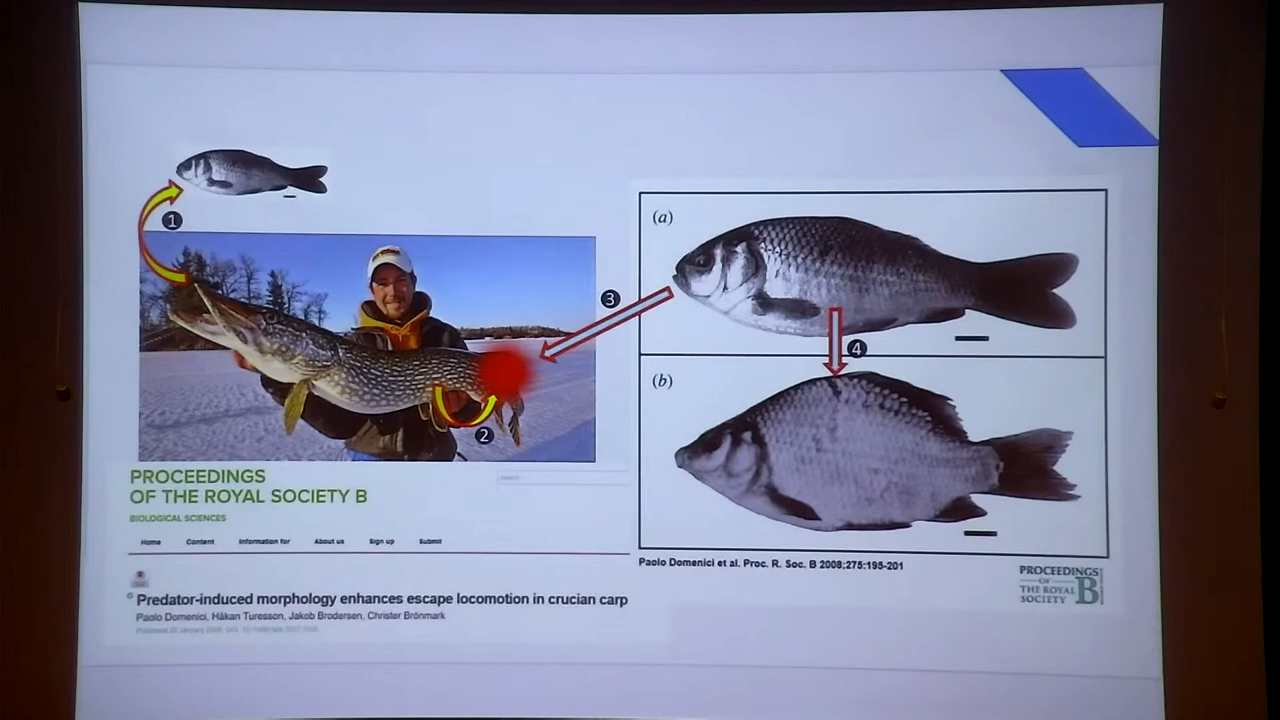 1
(a)
3
4
(b)
2
PROCEEDINGS
OF THE ROYAL SOCIETY B
BIOLOGICAL SCIENCES
Home Content Information for About us Sign up Submit
Paolo Domenici et al. Proc. R. Soc. B 2008;275:195-201
PROCEEDINGS
OF
THE ROYAL
SOCIETY
B
Predator-induced morphology enhances escape locomotion in crucian carp
Paolo Domenici, Håkan Turesson, Jakob Brodersen, Christer Brönmark